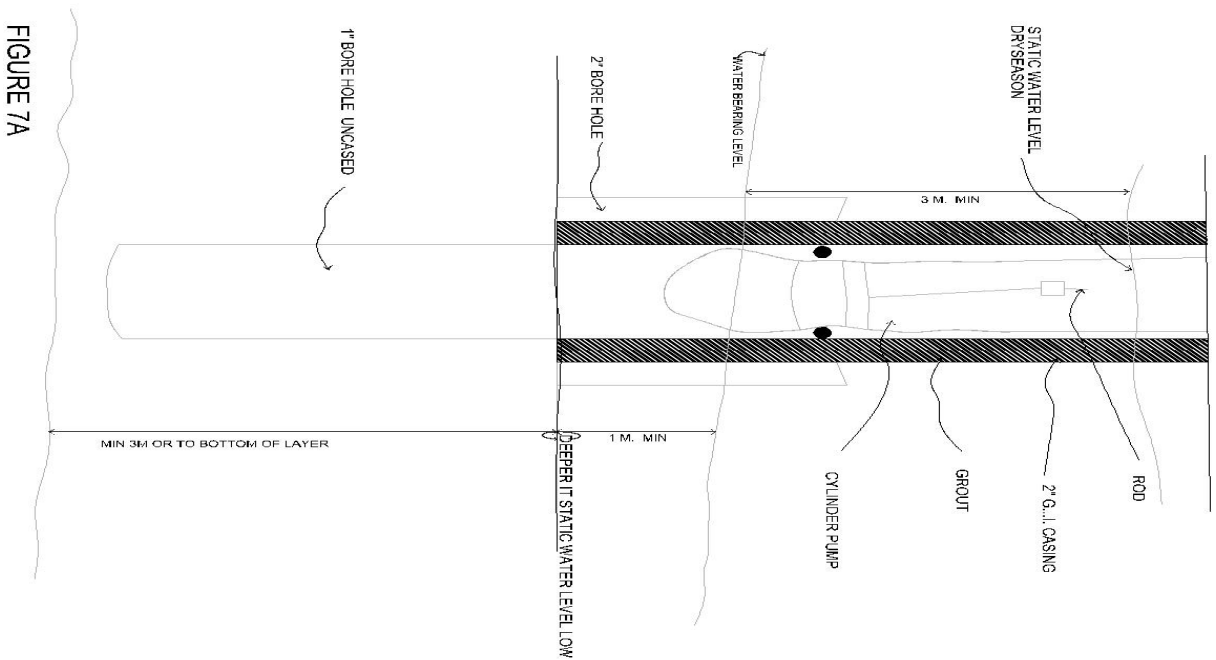 STATIC WATER LEVEL
DRYSEASON
ROD
2" G...I. CASING
3 M. MIN
GROUT
CYLINDER PUMP
WATER BEARING LEVEL
1 M. MIN
2" BORE HOLE
DEEPER IT STATIC WATER LEVEL LOW
1" BORE HOLE UNCASED
MIN 3M OR TO BOTTOM OF LAYER
FIGURE 7A